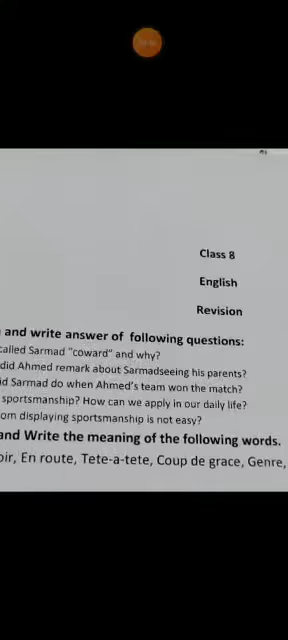 Class 8
English
Revision
and write answer of following questions:
called Sarmad "coward" and why?
did Ahmed remark about Sarmadseeing his parents?
Sarmad do when Ahmed's team won the match?
sportsmanship? How can we apply in our daily life?
displaying sportsmanship is not easy?
and Write the meaning of the following words.
En route, Tete-a-tete, Coup de grace, Genre,